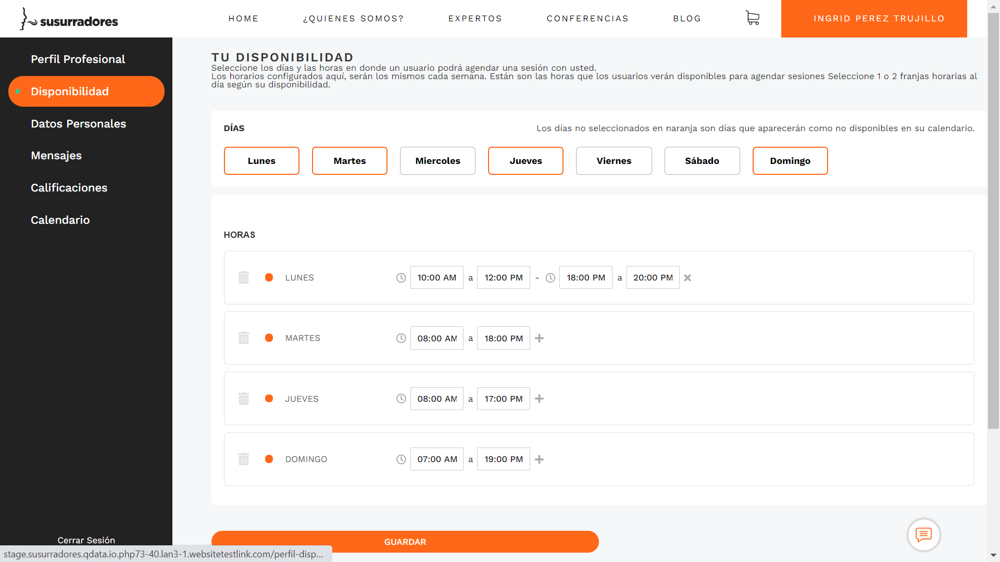 susurradores
HOME ¿QUIENES SOMOS? EXPERTOS CONFERENCIAS BLOG INGRID PEREZ TRUJILLO
Perfil Profesional
Disponibilidad
Datos Personales
Mensajes
Calificaciones
Calendario
Cerrar Sesión
TU DISPONIBILIDAD
Seleccione los días y las horas en donde un usuario podrá agendar una sesión con usted.
Los horarios configurados aquí, serán los mismos cada semana. Están son las horas que los usuarios verán disponibles para agendar sesiones Seleccione 1 o 2 franjas horarias al
día según su disponibilidad.
DÍAS Los días no seleccionados en naranja son días que aparecerán como no disponibles en su calendario.
Lunes Martes Miercoles Jueves Viernes Sábado Domingo
HORAS
LUNES 10:00 AM a 12:00 PM - 18:00 PM a 20:00 PM
MARTES 08:00 AM a 18:00 PM
JUEVES 08:00 AM a 17:00 PM
DOMINGO 07:00 AM a 19:00 PM
GUARDAR
stage.susurradores.qdata.io.php73-40.lan3-1.websitetestlink.com/perfil-disp...